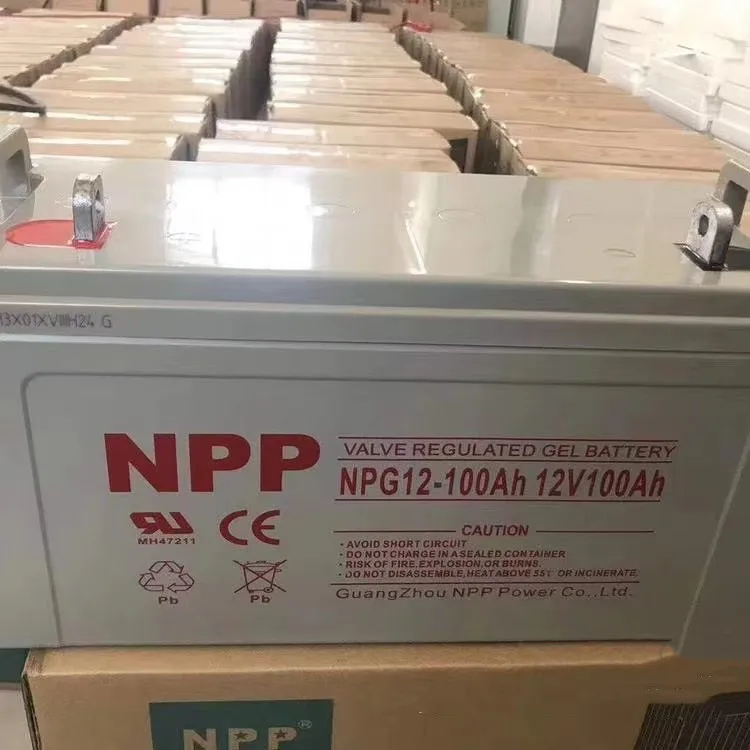 13X01XVIIIH24 G
NPP
VALVE REGULATED GEL BATTERY
NPG12-100Ah 12V100Ah
MH47211
CE
CAUTION
• AVOID SHORT CIRCUIT
• DO NOT CHARGE IN A SEALED CONTAINER
• RISK OF FIRE,EXPLOSION,OR BURNS.
• DO NOT DISASSEMBLE,HEAT ABOVE 55℃ OR INCINERATE.
Pb
Pb
GuangZhou NPP Power Co.,Ltd.
NPP®